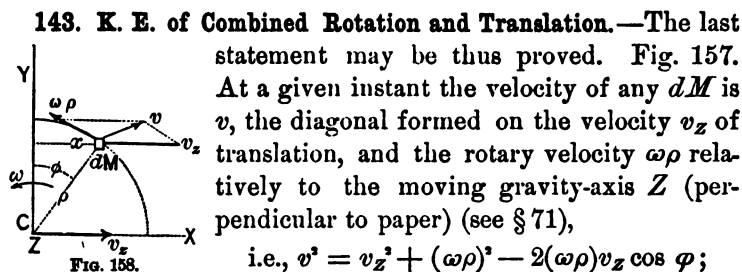 143. K. E. of Combined Rotation and Translation.—The last
statement may be thus proved. Fig. 157.
At a given instant the velocity of any dM is
v, the diagonal formed on the velocity v_Z of
translation, and the rotary velocity ωρ rela-
tively to the moving gravity-axis Z (per-
pendicular to paper) (see § 71),
i.e., v² = v_Z² + (ωρ)² — 2(ωρ)v_Z cos φ;
Y
ωρ
v
x
v_Z
dM
φ
ω
ρ
C
Z
v_Z
X
Fig. 158.